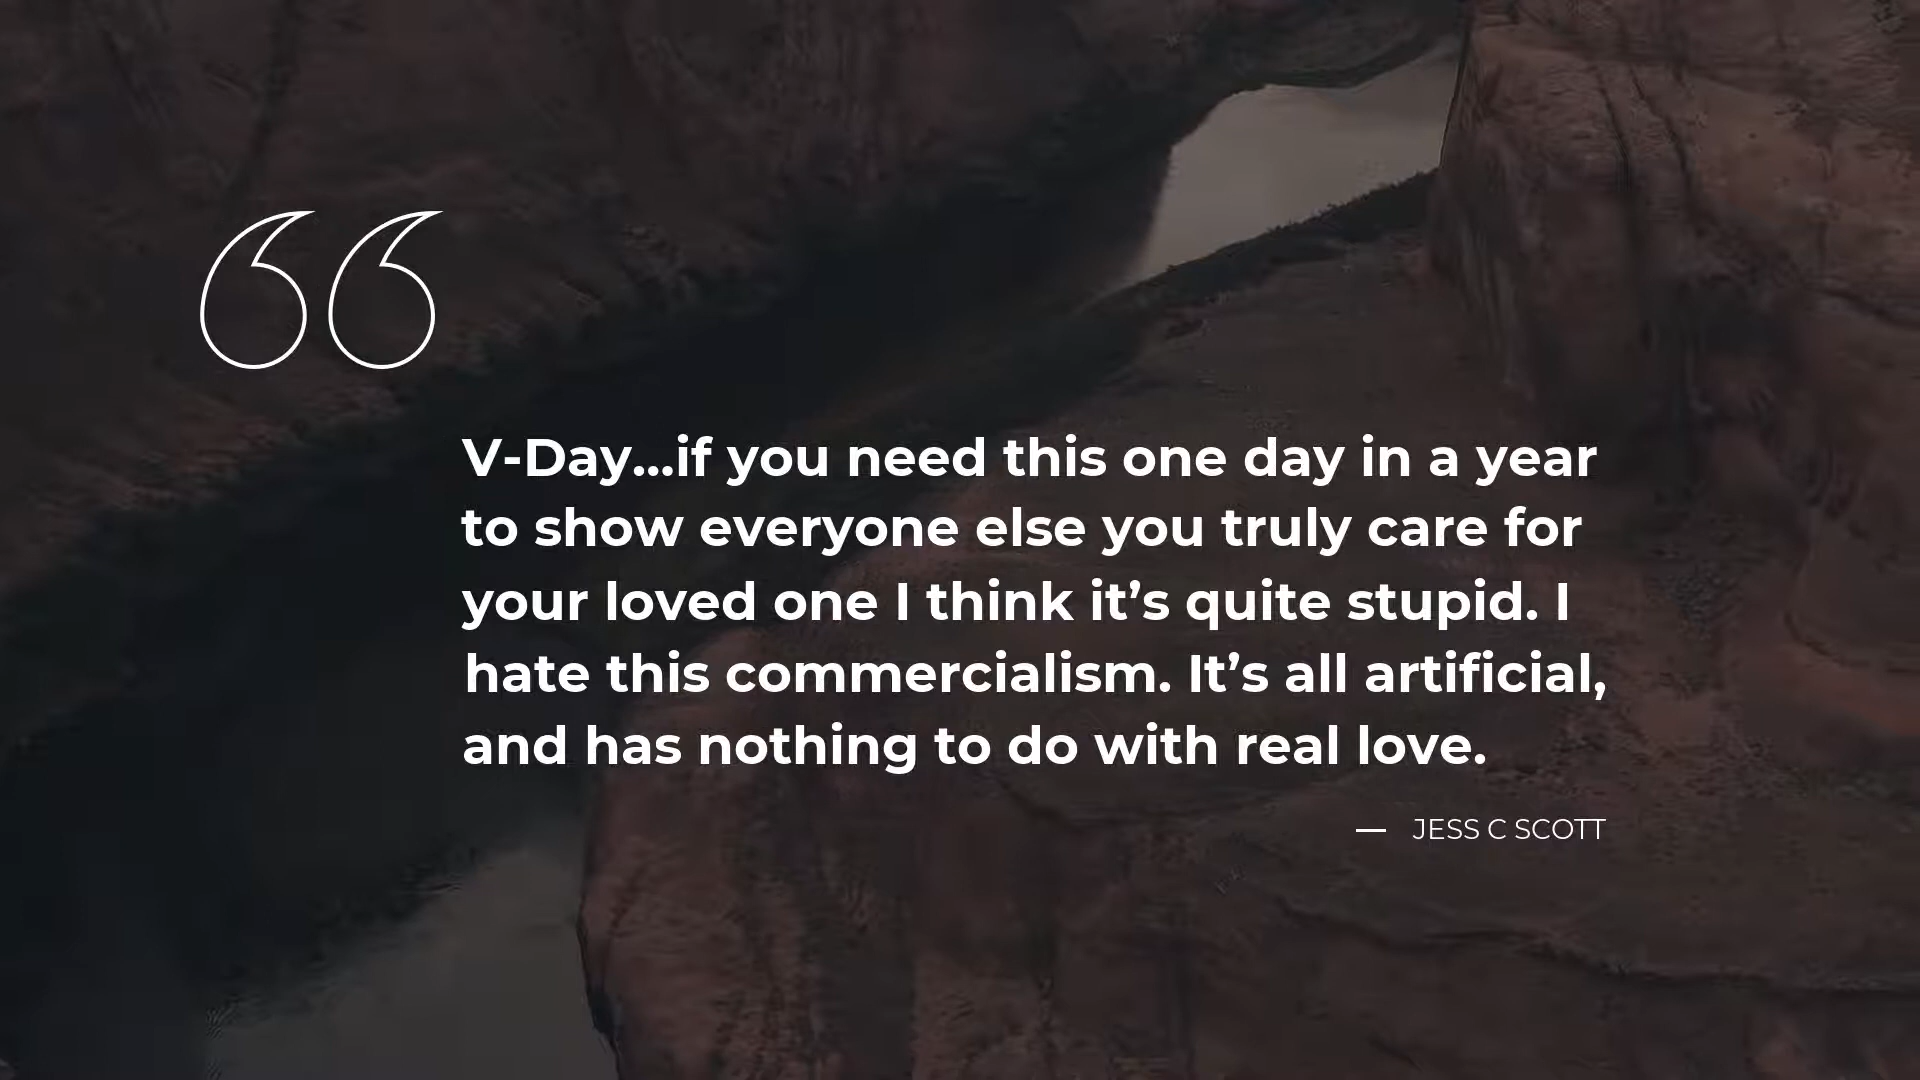 V-Day...if you need this one day in a year
to show everyone else you truly care for
your loved one I think it’s quite stupid. I
hate this commercialism. It’s all artificial,
and has nothing to do with real love.
— JESS C SCOTT